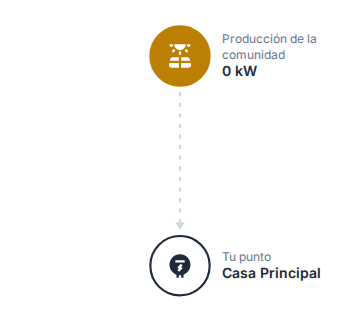 Producción de la
comunidad
0 kW
Tu punto
Casa Principal